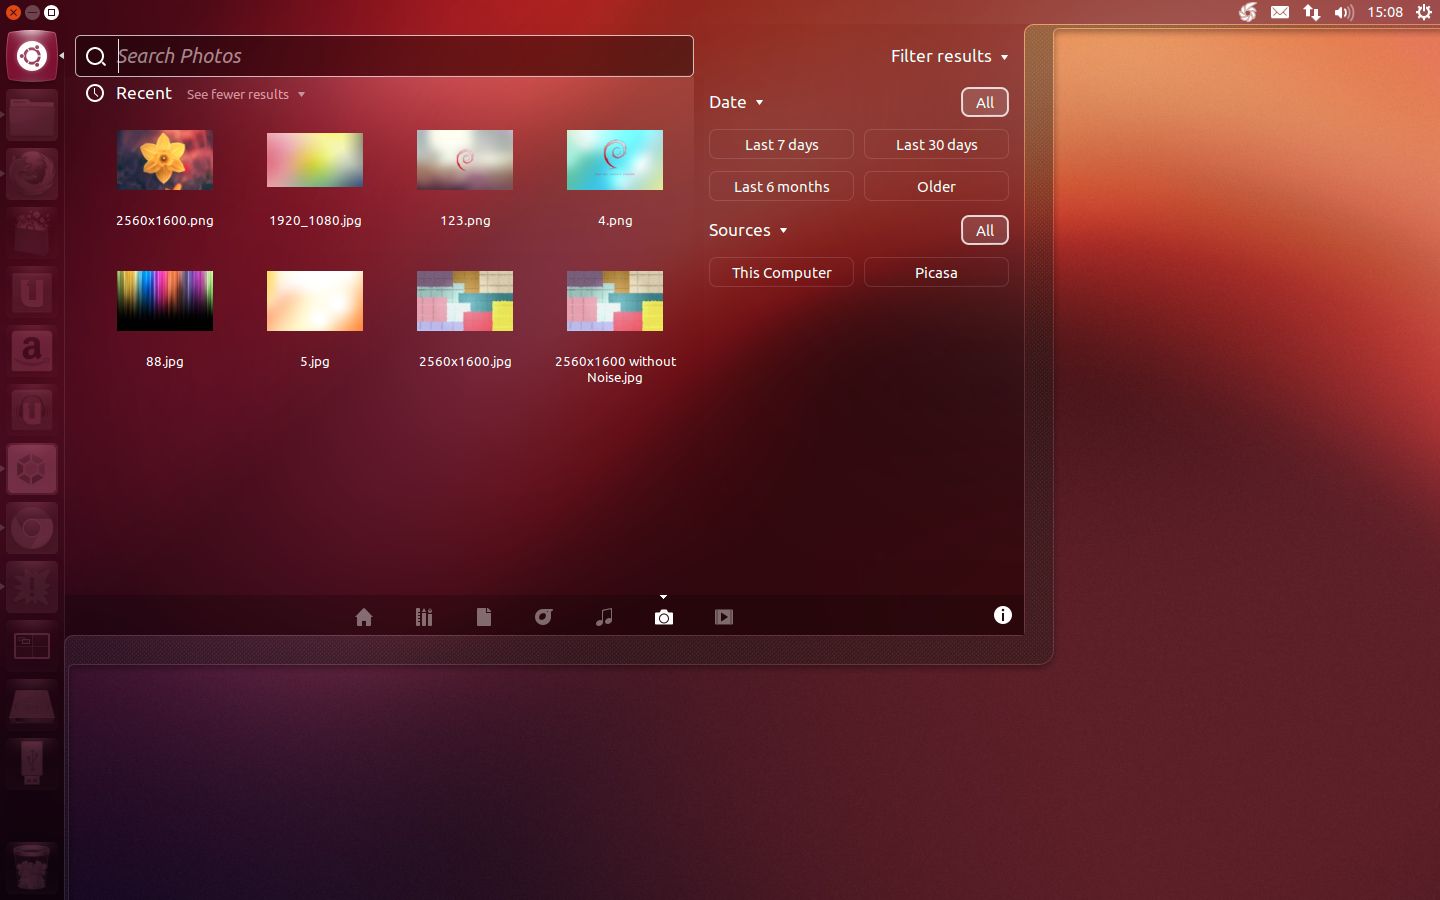 15:08
Search Photos
Filter results
Recent See fewer results
Date All
Last 7 days Last 30 days
Last 6 months Older
Sources All
This Computer Picasa
2560x1600.png 1920_1080.jpg 123.png 4.png
88.jpg 5.jpg 2560x1600.jpg 2560x1600 without
Noise.jpg